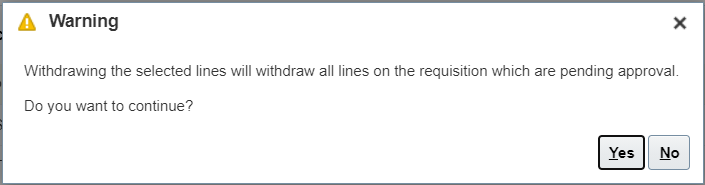 Warning
Withdrawing the selected lines will withdraw all lines on the requisition which are pending approval.
Do you want to continue?
Yes No